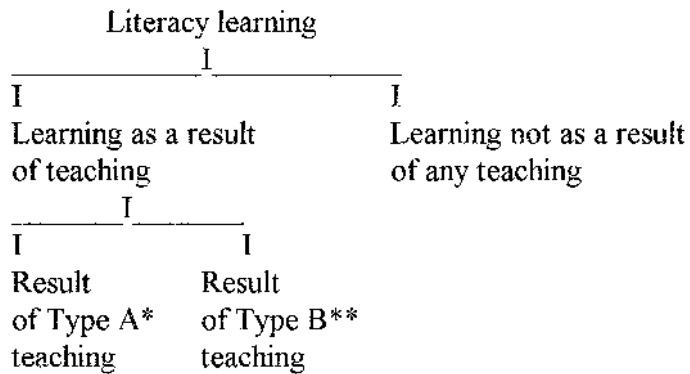 Literacy learning
I
I I
Learning as a result Learning not as a result
of teaching of any teaching
I
I I
Result Result
of Type A* of Type B**
teaching teaching